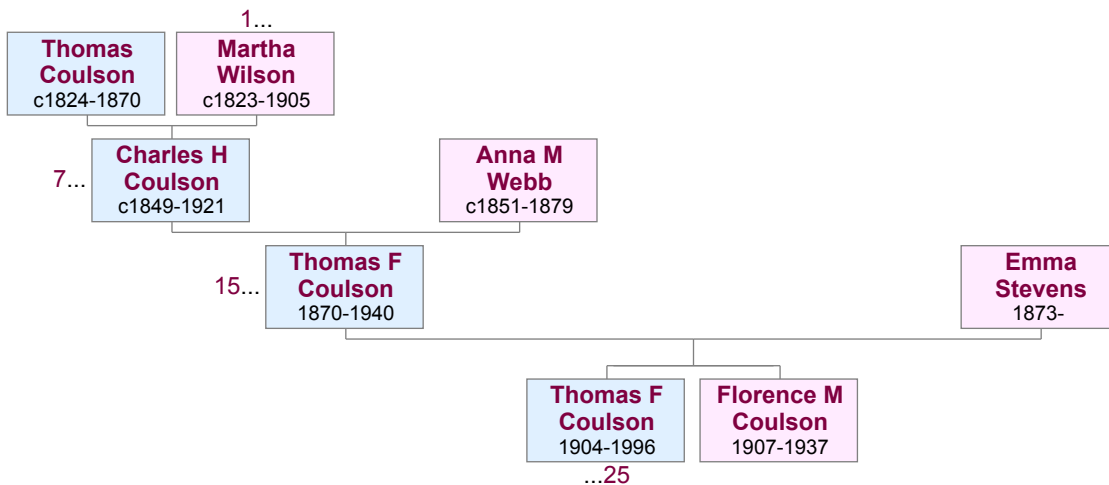 1...
Thomas
Coulson
c1824-1870
Martha
Wilson
c1823-1905
7...
Charles H
Coulson
c1849-1921
Anna M
Webb
c1851-1879
15...
Thomas F
Coulson
1870-1940
Emma
Stevens
1873-
Thomas F
Coulson
1904-1996
Florence M
Coulson
1907-1937
...25